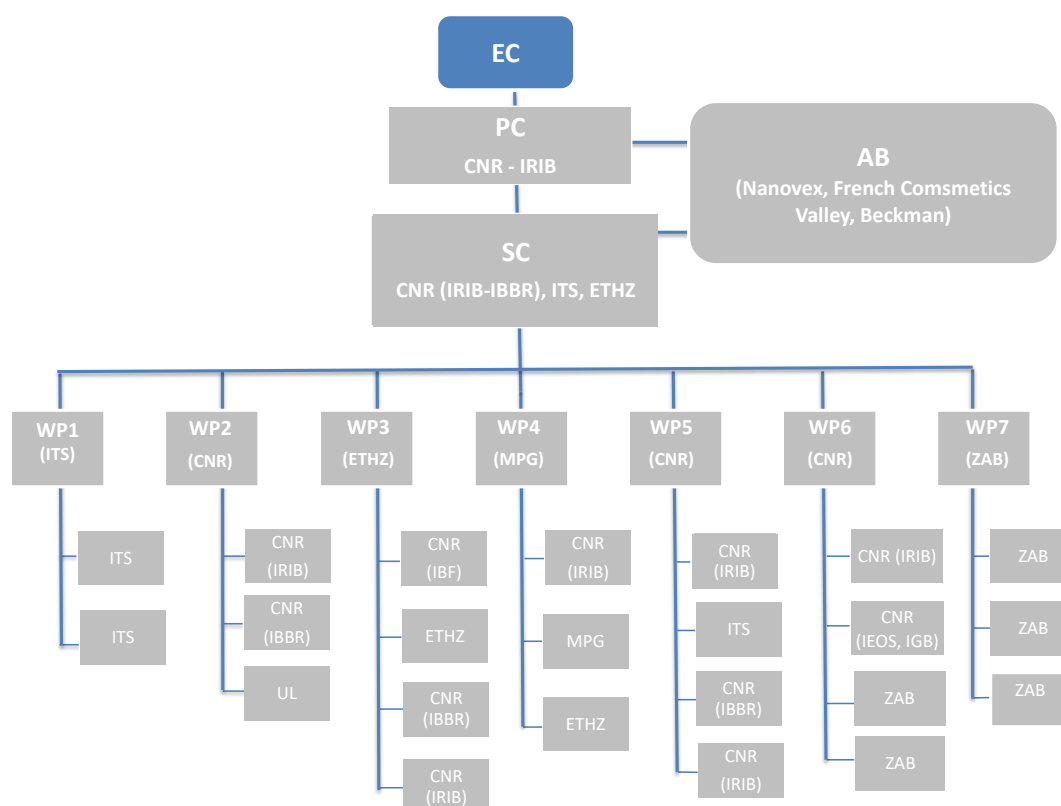 EC
PC
CNR - IRIB
AB
(Nanovex, French Comsmetics
Valley, Beckman)
SC
CNR (IRIB-IBBR), ITS, ETHZ
WP1
(ITS)
WP2
(CNR)
WP3
(ETHZ)
WP4
(MPG)
WP5
(CNR)
WP6
(CNR)
WP7
(ZAB)
ITS
ITS
CNR
(IRIB)
CNR
(IBBR)
UL
CNR
(IBF)
ETHZ
CNR
(IBBR)
CNR
(IRIB)
CNR
(IRIB)
MPG
ETHZ
CNR
(IRIB)
ITS
CNR
(IBBR)
CNR
(IRIB)
CNR (IRIB)
CNR
(IEOS, IGB)
ZAB
ZAB
ZAB
ZAB
ZAB